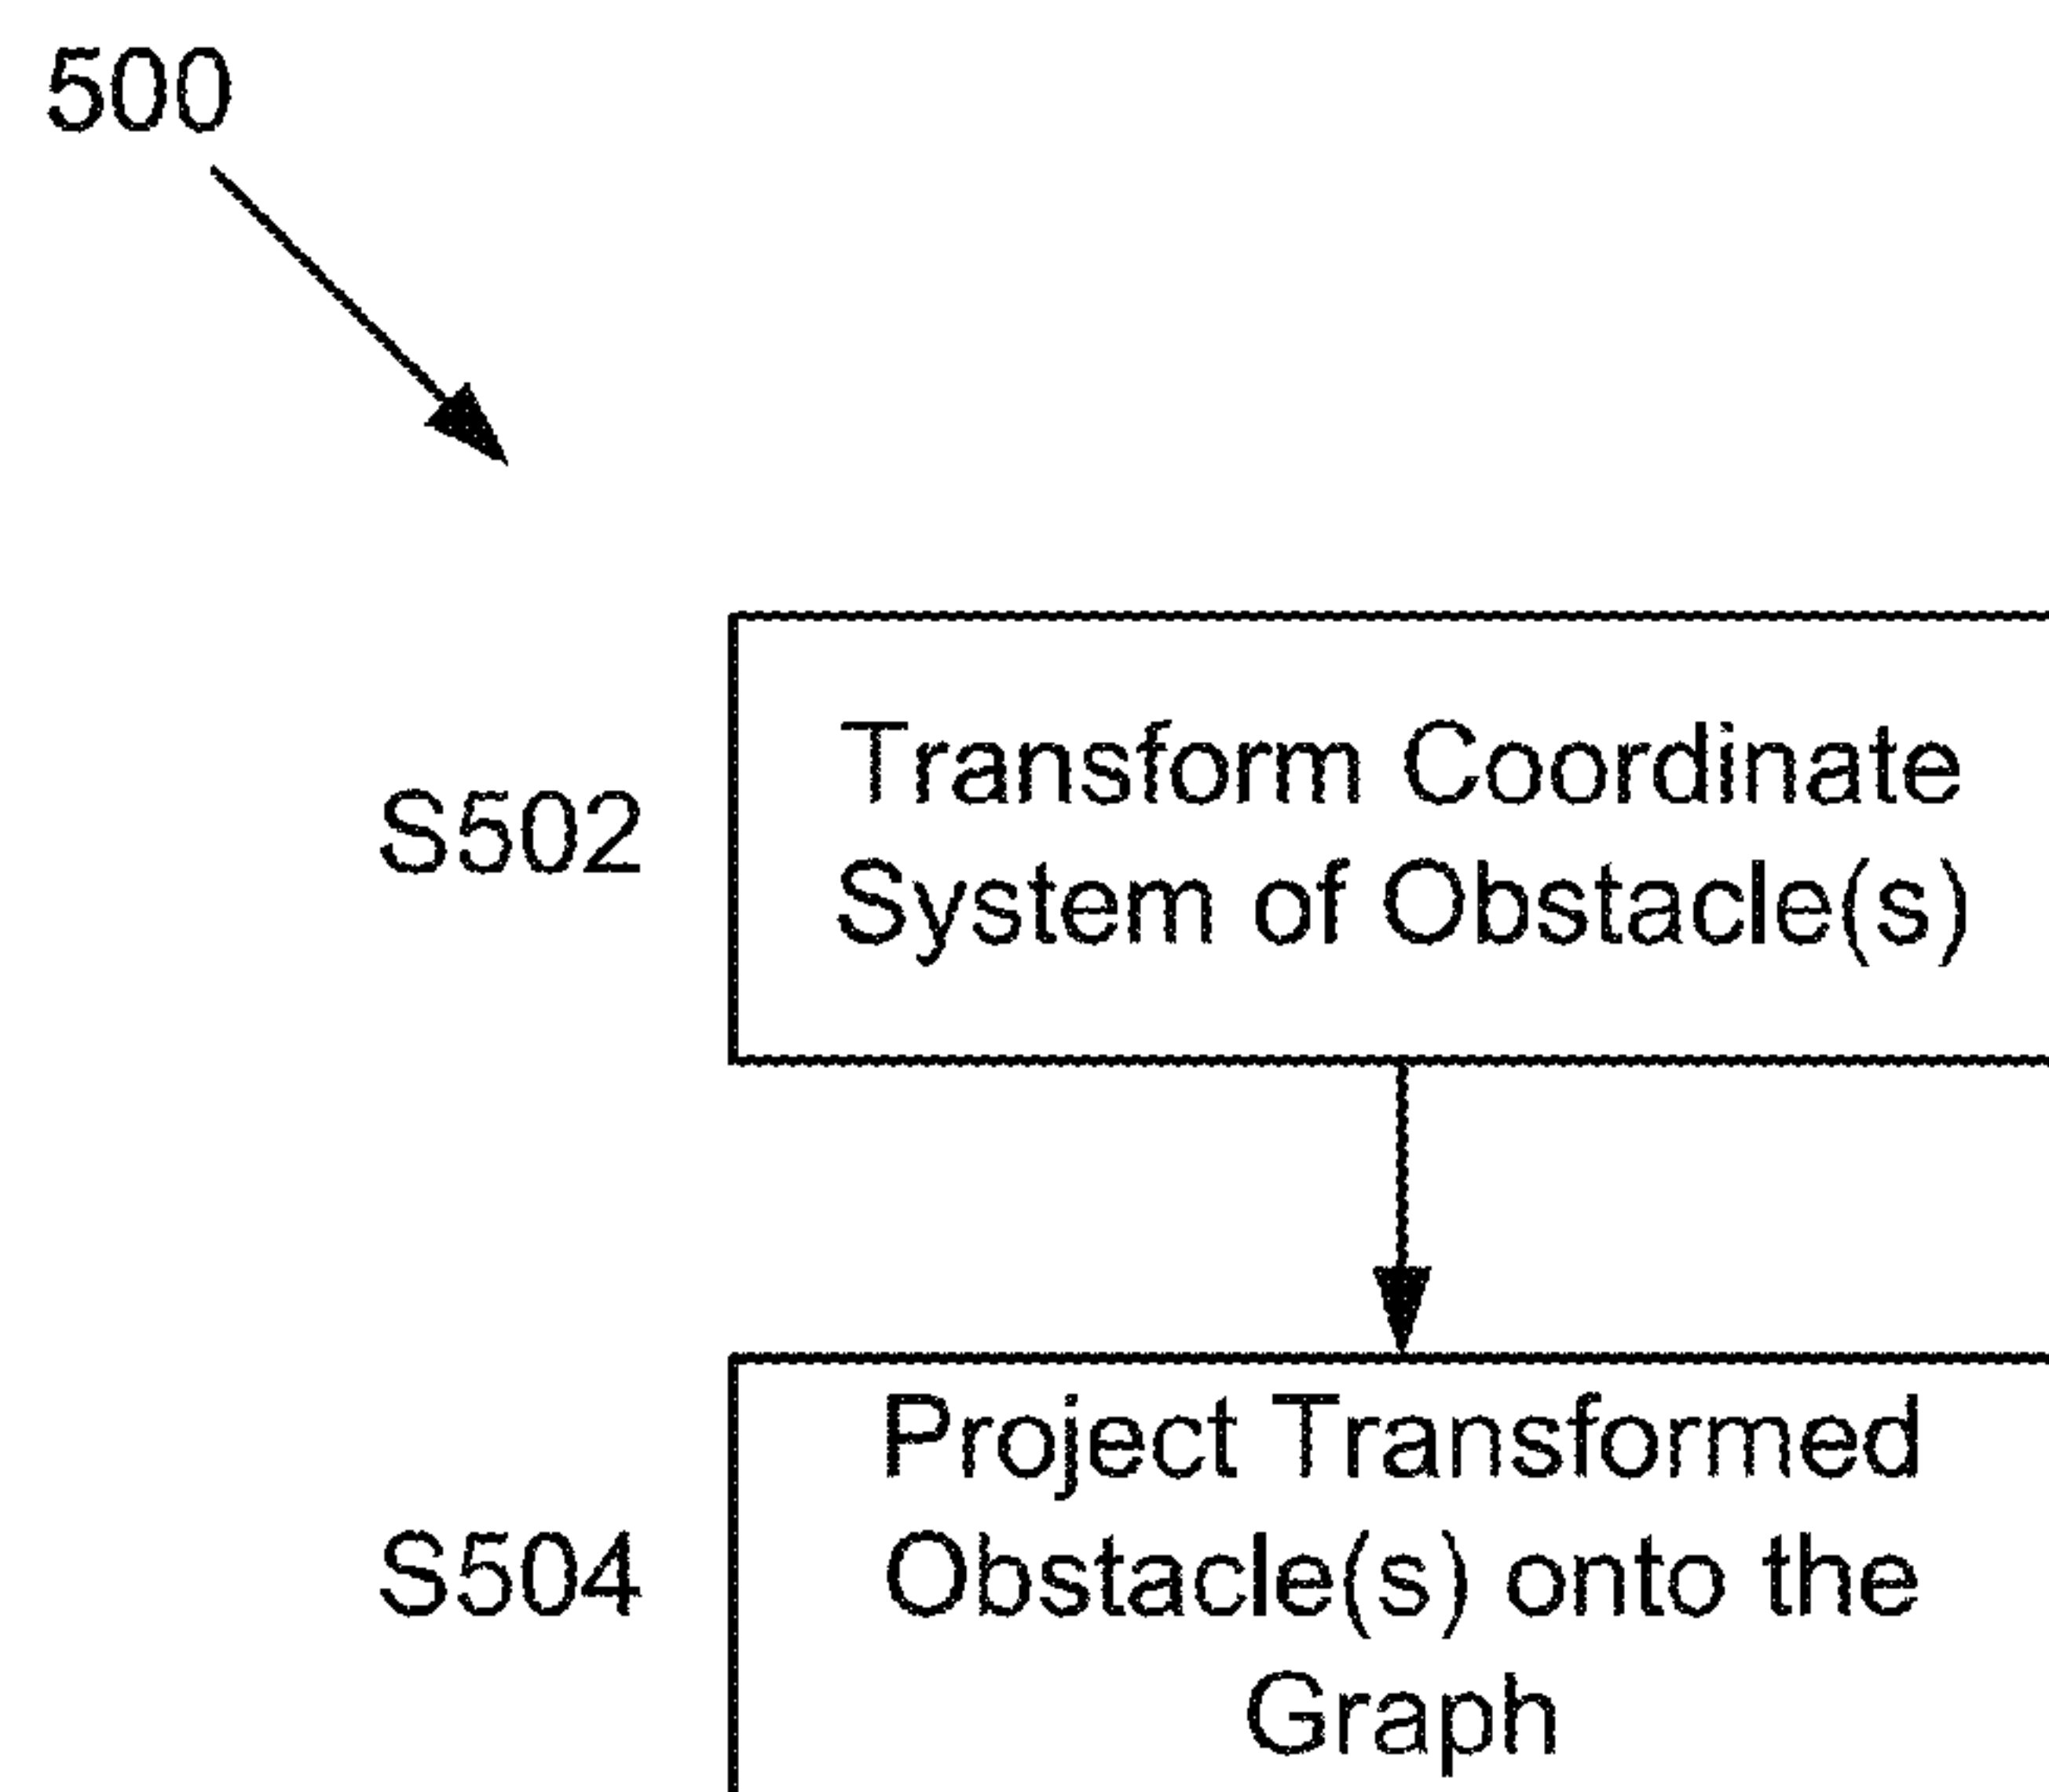 500
S502
Transform Coordinate
System of Obstacle(s)
S504
Project Transformed
Obstacle(s) onto the
Graph